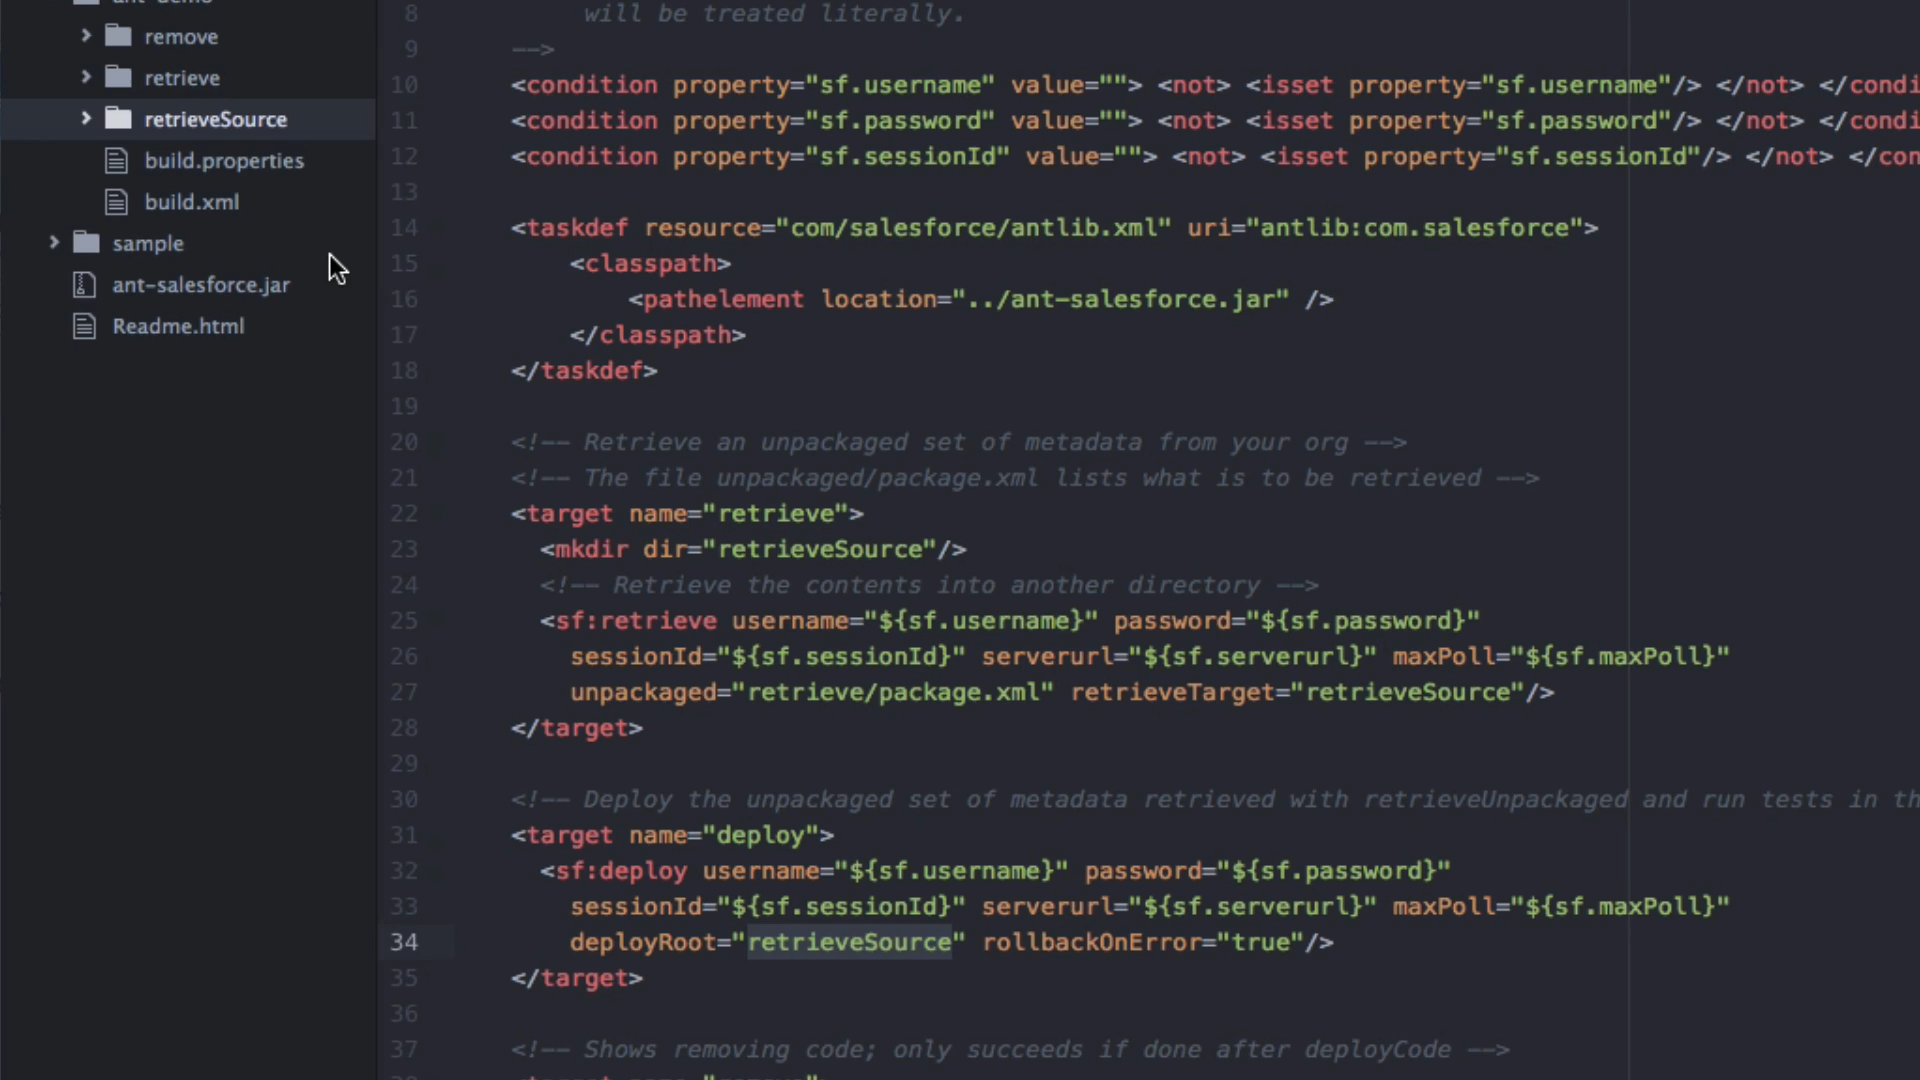 remove
retrieve
retrieveSource
build.properties
build.xml
sample
ant-salesforce.jar
Readme.html
8 will be treated literally.
9 -->
10 <condition property="sf.username" value=""> <not> <isset property="sf.username"/> </not> </condi
11 <condition property="sf.password" value=""> <not> <isset property="sf.password"/> </not> </condi
12 <condition property="sf.sessionId" value=""> <not> <isset property="sf.sessionId"/> </not> </con
13
14 <taskdef resource="com/salesforce/antlib.xml" uri="antlib:com.salesforce">
15 <classpath>
16 <pathelement location="../ant-salesforce.jar" />
17 </classpath>
18 </taskdef>
19
20 <!-- Retrieve an unpackaged set of metadata from your org -->
21 <!-- The file unpackaged/package.xml lists what is to be retrieved -->
22 <target name="retrieve">
23 <mkdir dir="retrieveSource"/>
24 <!-- Retrieve the contents into another directory -->
25 <sf:retrieve username="${sf.username}" password="${sf.password}"
26 sessionId="${sf.sessionId}" serverurl="${sf.serverurl}" maxPoll="${sf.maxPoll}"
27 unpackaged="retrieve/package.xml" retrieveTarget="retrieveSource"/>
28 </target>
29
30 <!-- Deploy the unpackaged set of metadata retrieved with retrieveUnpackaged and run tests in th
31 <target name="deploy">
32 <sf:deploy username="${sf.username}" password="${sf.password}"
33 sessionId="${sf.sessionId}" serverurl="${sf.serverurl}" maxPoll="${sf.maxPoll}"
34 deployRoot="retrieveSource" rollbackOnError="true"/>
35 </target>
36
37 <!-- Shows removing code; only succeeds if done after deployCode -->